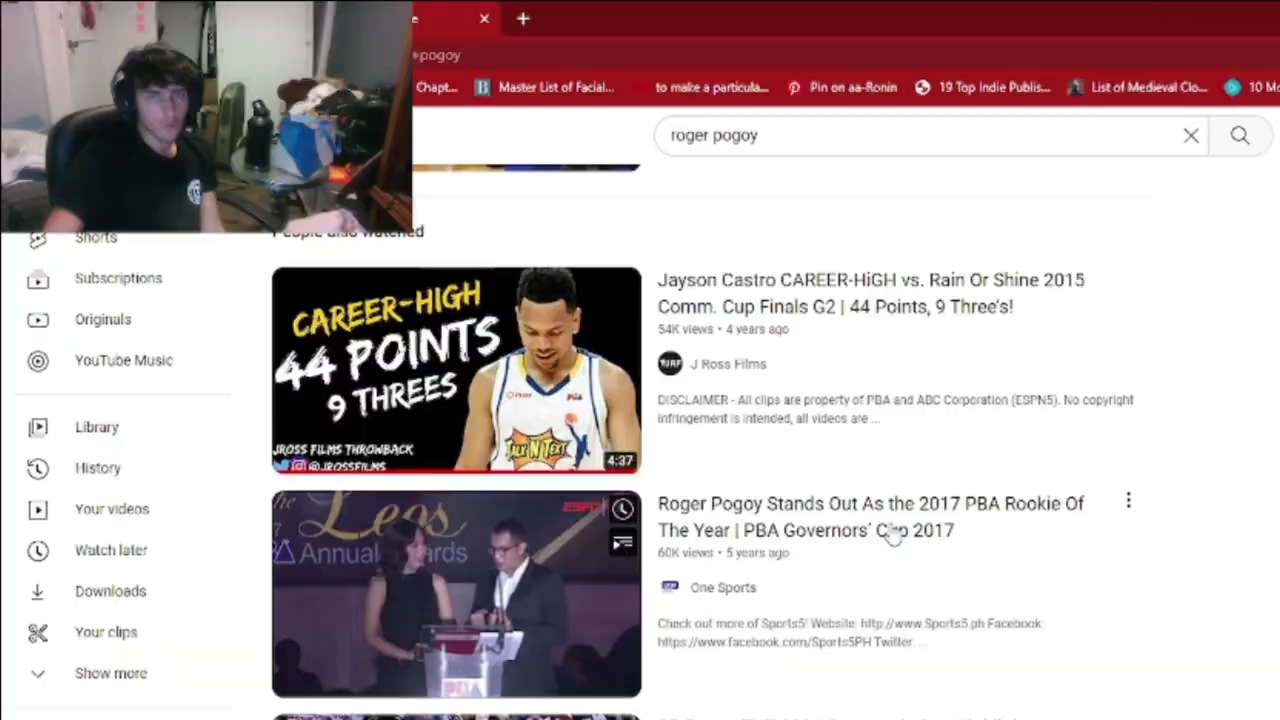 pogoy
Chapt...
Master List of Facial...
to make a particula...
Pin on aa-Ronin
19 Top Indie Publis...
List of Medieval Clo...
10 Mo
roger pogoy
People also watched
Shorts
Subscriptions
Originals
YouTube Music
Library
History
Your videos
Watch later
Downloads
Your clips
Show more
CAREER-HIGH
44 POINTS
9 THREES
JROSS FILMS THROWBACK
@JROSSFILMS
TALK N TEXT
4:37
Jayson Castro CAREER-HiGH vs. Rain Or Shine 2015
Comm. Cup Finals G2 | 44 Points, 9 Three's!
54K views • 4 years ago
J Ross Films
DISCLAIMER - All clips are property of PBA and ABC Corporation (ESPN5). No copyright
infringement is intended, all videos are ...
The Leos
Annual Awards
Roger Pogoy Stands Out As the 2017 PBA Rookie Of
The Year | PBA Governors' Cup 2017
60K views • 5 years ago
One Sports
Check out more of Sports5! Website: http://www.Sports5.ph Facebook:
https://www.facebook.com/Sports5PH Twitter ...